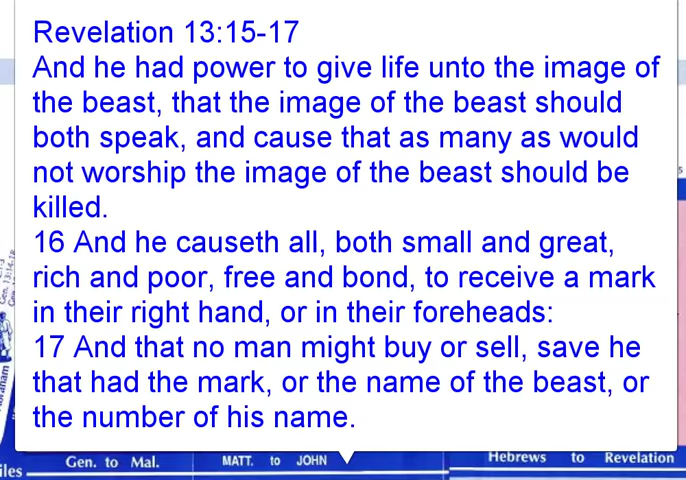 Revelation 13:15-17
And he had power to give life unto the image of
the beast, that the image of the beast should
both speak, and cause that as many as would
not worship the image of the beast should be
killed.
16 And he causeth all, both small and great,
rich and poor, free and bond, to receive a mark
in their right hand, or in their foreheads:
17 And that no man might buy or sell, save he
that had the mark, or the name of the beast, or
the number of his name.
Gen. to Mal.
MATT. to JOHN
Hebrews to Revelation